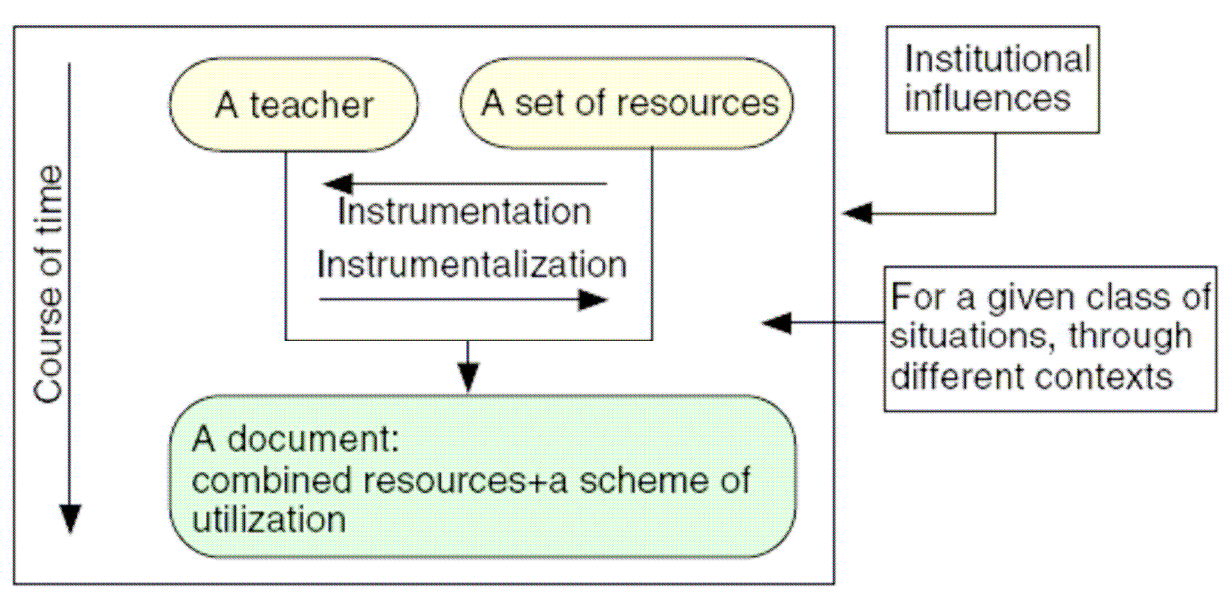 A teacher
A set of resources
Institutional
influences
Instrumentation
Instrumentalization
Course of time
For a given class of
situations, through
different contexts
A document:
combined resources+a scheme of
utilization